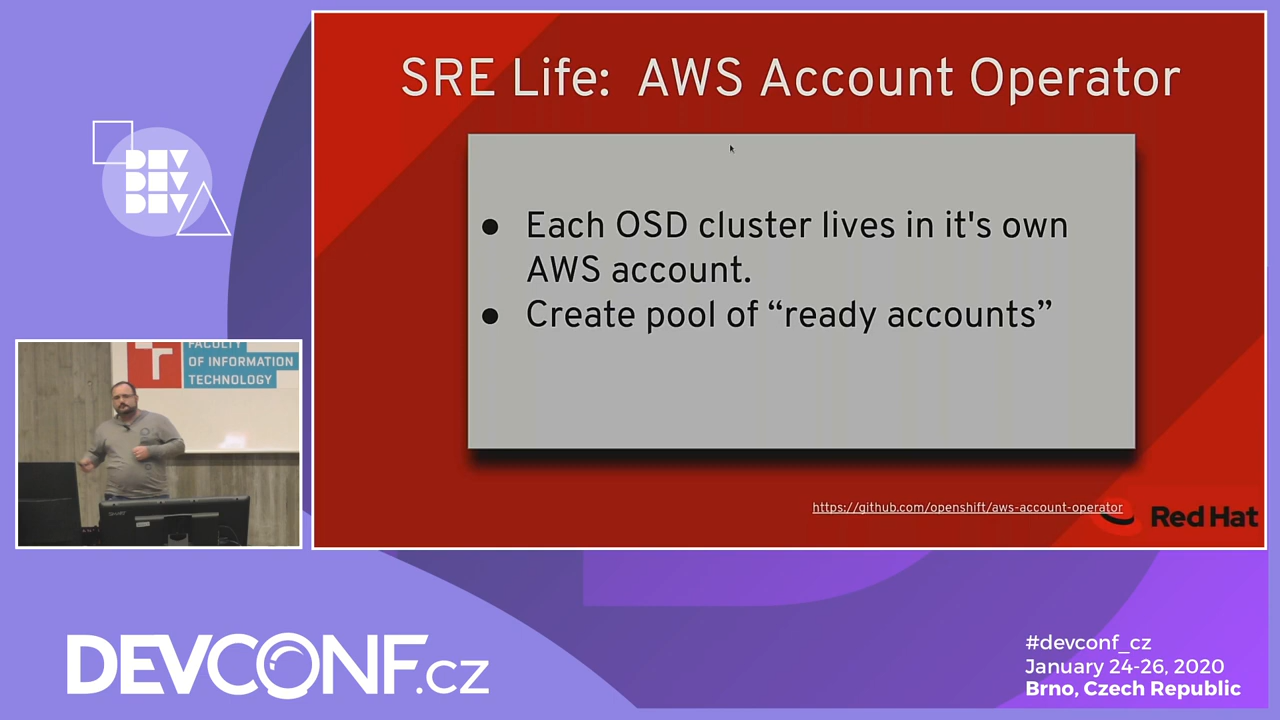 SRE Life: AWS Account Operator
● Each OSD cluster lives in it's own
AWS account.
● Create pool of “ready accounts”
https://github.com/openshift/aws-account-operator
Red Hat
DEV
DEV
DEV
FACULTY
OF INFORMATION
TECHNOLOGY
DEVCONF.cz
#devconf_cz
January 24-26, 2020
Brno, Czech Republic